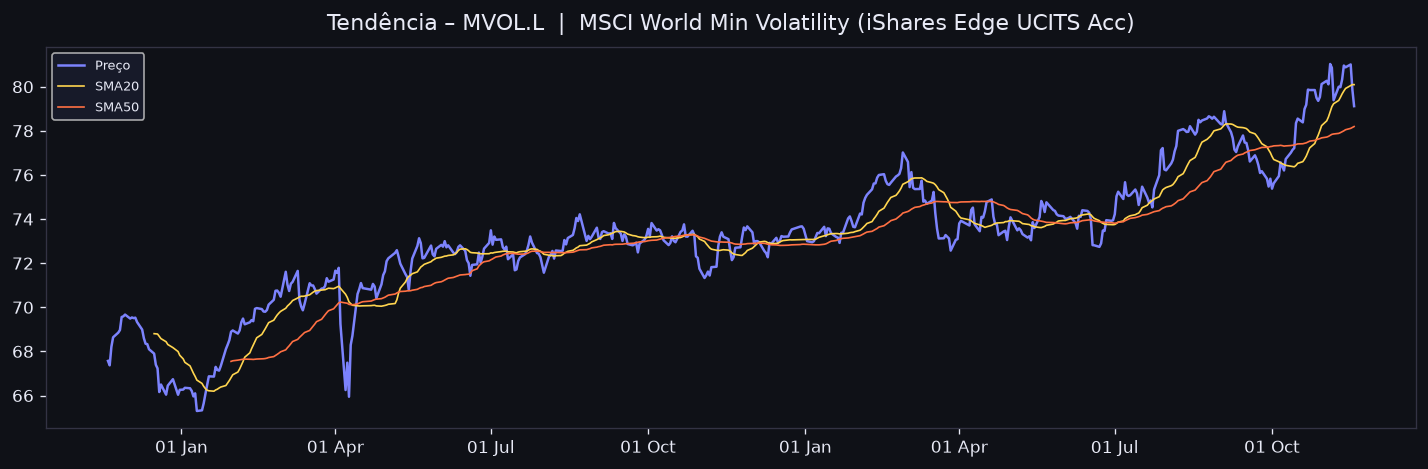 Tendência – MVOL.L | MSCI World Min Volatility (iShares Edge UCITS Acc)
Preço
SMA20
SMA50
80
78
76
74
72
70
68
66
01 Jan
01 Apr
01 Jul
01 Oct
01 Jan
01 Apr
01 Jul
01 Oct